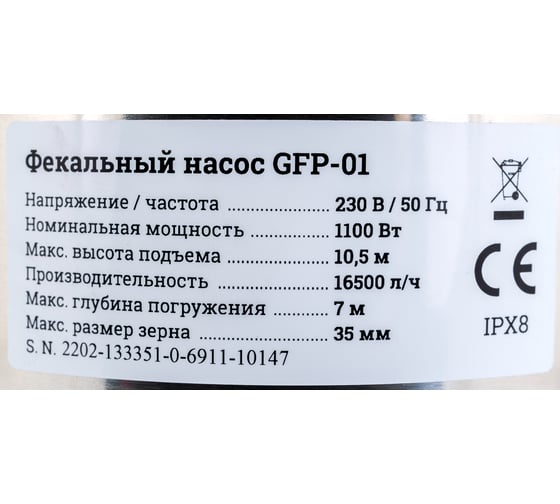 Фекальный насос GFP-01
Напряжение / частота ..................... 230 В / 50 Гц
Номинальная мощность ................. 1100 Вт
Макс. высота подъема ..................... 10,5 м
Производительность ....................... 16500 л/ч
Макс. глубина погружения ............. 7 м
Макс. размер зерна ........................... 35 мм
S. N. 2202-133351-0-6911-10147
CE
IPX8